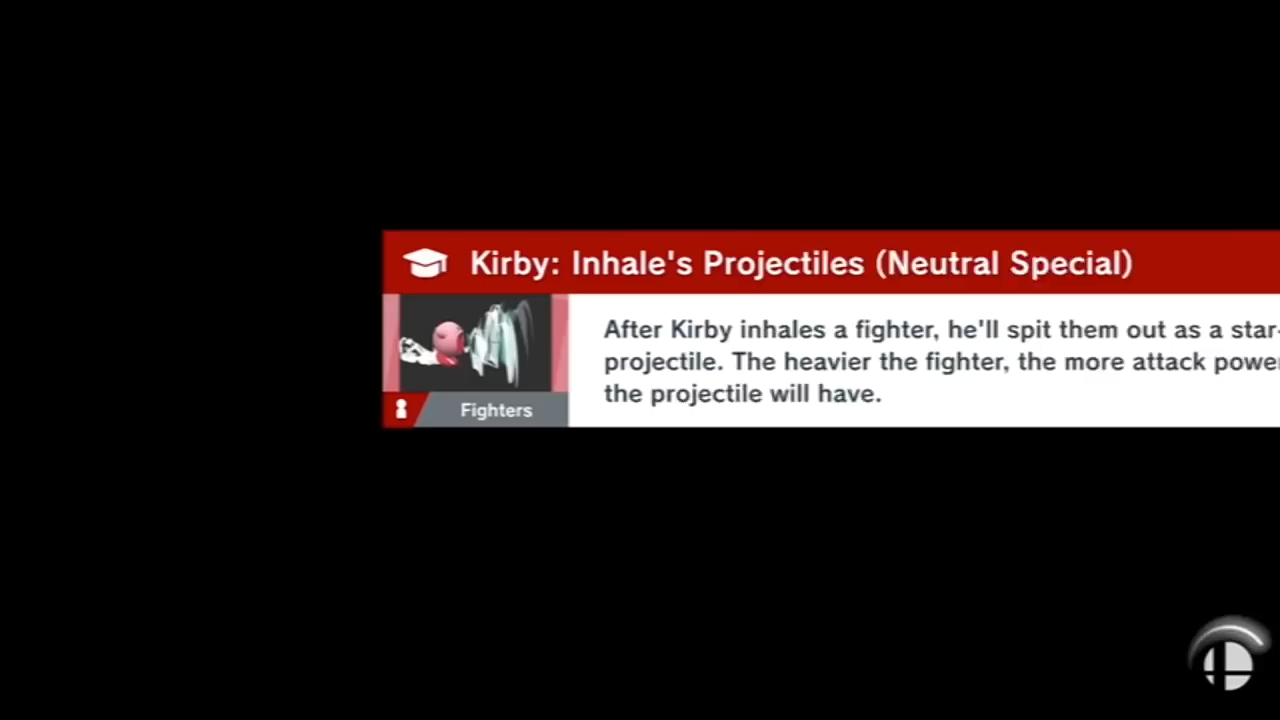 Kirby: Inhale's Projectiles (Neutral Special)
After Kirby inhales a fighter, he'll spit them out as a star-
projectile. The heavier the fighter, the more attack power
the projectile will have.
Fighters